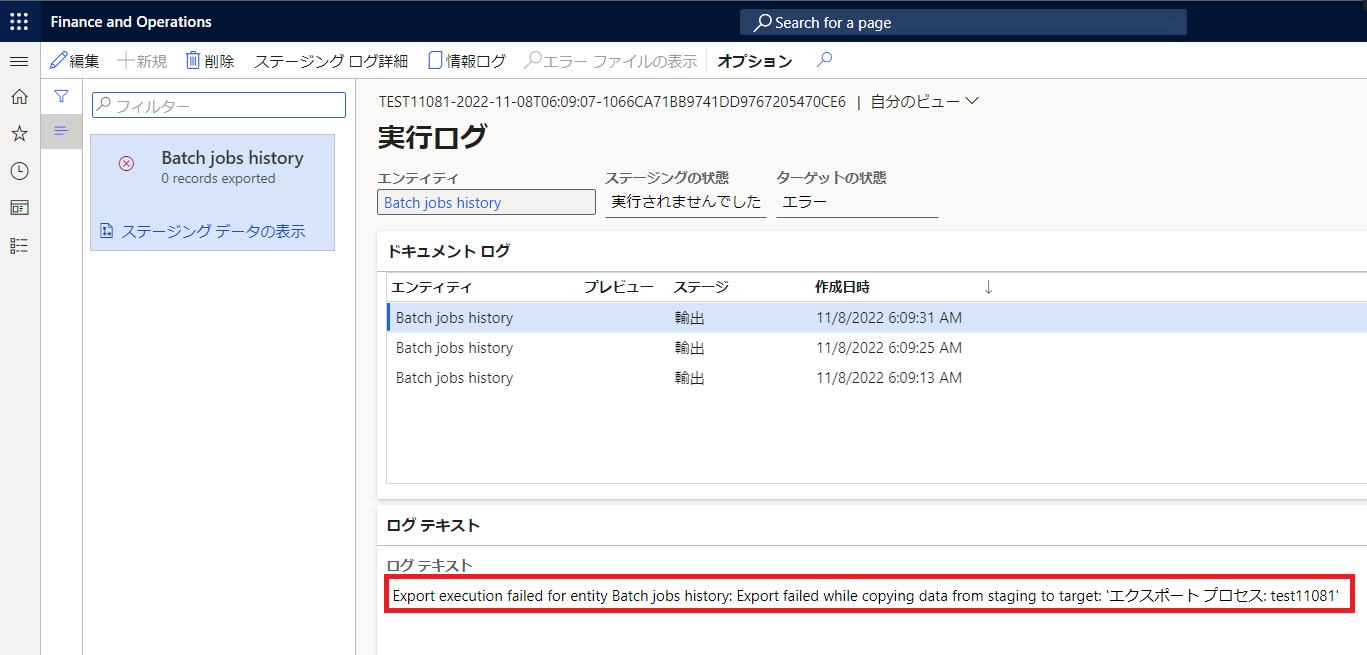 Finance and Operations
Search for a page
編集 新規 削除 ステージング ログ詳細 情報ログ エラー ファイルの表示 オプション
フィルター
Batch jobs history
0 records exported
ステージング データの表示
TEST11081-2022-11-08T06:09:07-1066CA71BB9741DD9767205470CE6 | 自分のビュー
実行ログ
エンティティ ステージングの状態 ターゲットの状態
Batch jobs history 実行されませんでした エラー
ドキュメント ログ
エンティティ プレビュー ステージ 作成日時
Batch jobs history 輸出 11/8/2022 6:09:31 AM
Batch jobs history 輸出 11/8/2022 6:09:25 AM
Batch jobs history 輸出 11/8/2022 6:09:13 AM
ログ テキスト
ログ テキスト
Export execution failed for entity Batch jobs history: Export failed while copying data from staging to target: 'エクスポート プロセス: test11081'